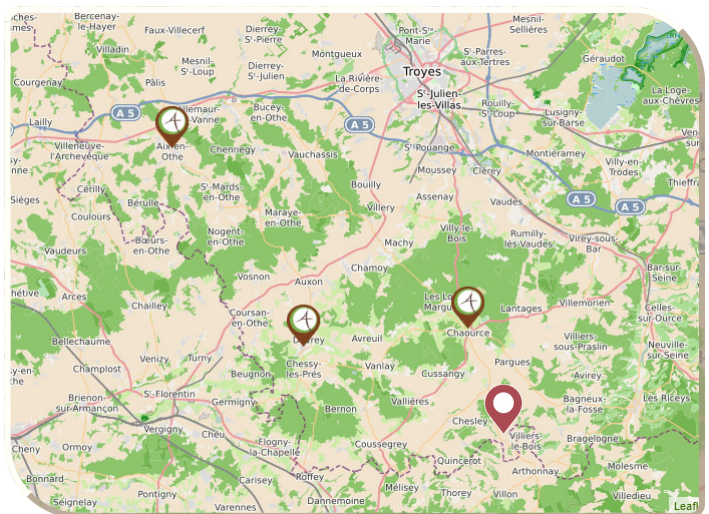 Bercenay-
le-Hayer
Faux-Villecerf
Dierrey-
St-Pierre
Pont-Ste
Marie
Mesnil-
Sellières
Villadin
Montgueux
St-Parres-
aux-Tertres
Géraudot
Courgenay
Pâlis
Mesnil-
St-Loup
Dierrey-
St-Julien
La Rivière-
de-Corps
Troyes
St-Julien-
les-Villas
La Loge-
aux-Chèvres
Lailly
A 5
Bucey-
en-Othe
A 5
Rouilly-
St-Loup
Lusigny-
sur-Barse
Villeneuve-
l'Archevêque
Aix-en-
Othe
Chennegy
Vauchassis
St-Pouange
Moussey
Clérey
Montiéramey
Villy-en-
Trodes
Cérilly
St-Mards-
en-Othe
Bouilly
Assenay
Vaudes
A 5
A 5
Sièges
Bérulle
Coulours
Maraye-
en-Othe
Villery
Villy-le-
Bois
Rumilly-
lès-Vaudes
Virey-sous-
Bar
Nogent-
en-Othe
Bœurs-
en-Othe
Machy
Vaudeurs
Vosnon
Auxon
Chamoy
Bar-sur-
Seine
Arces
Chailley
Coursan-
en-Othe
Lantages
Villemorien
Celles-
sur-Ource
Bellechaume
Avreuil
Chaource
Villiers-
sous-Praslin
Neuville-
sur-Seine
Champlost
Venizy
Turny
Beugnon
Chessy-
les-Prés
Vanlay
Cussangy
Pargues
Avirey
Brienon-
sur-Armançon
St-Florentin
Germigny
Bernon
Vallières
Bagneux-
la-Fosse
Les Riceys
Vergigny
Chéu
Chesley
Villiers-
le-Bois
Bragelogne
Cheny
Ormoy
Flogny-
la-Chapelle
Coussegrey
Quincerot
Arthonnay
Molesme
Bonnard
Pontigny
Carisey
Roffey
Mélisey
Thorey
Villon
Villedieu
Seignelay
Varennes
Dannemoine
Leafl